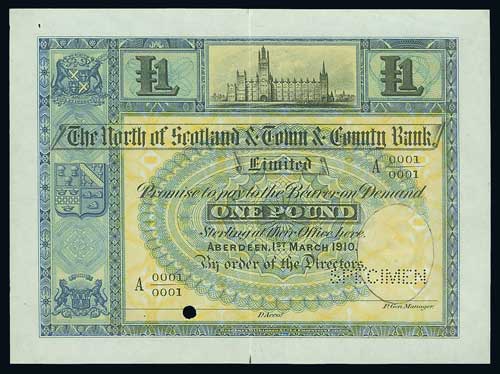 £1
£1
The North of Scotland & Town & County Bank,
Limited
A 0001/0001
Promise to pay to the Bearer on Demand
ONE POUND
Sterling at their Office here.
ABERDEEN, 1ST MARCH 1910.
By order of the Directors
SPECIMEN
A 0001/0001
P. Accnt
P. Gen. Manager.